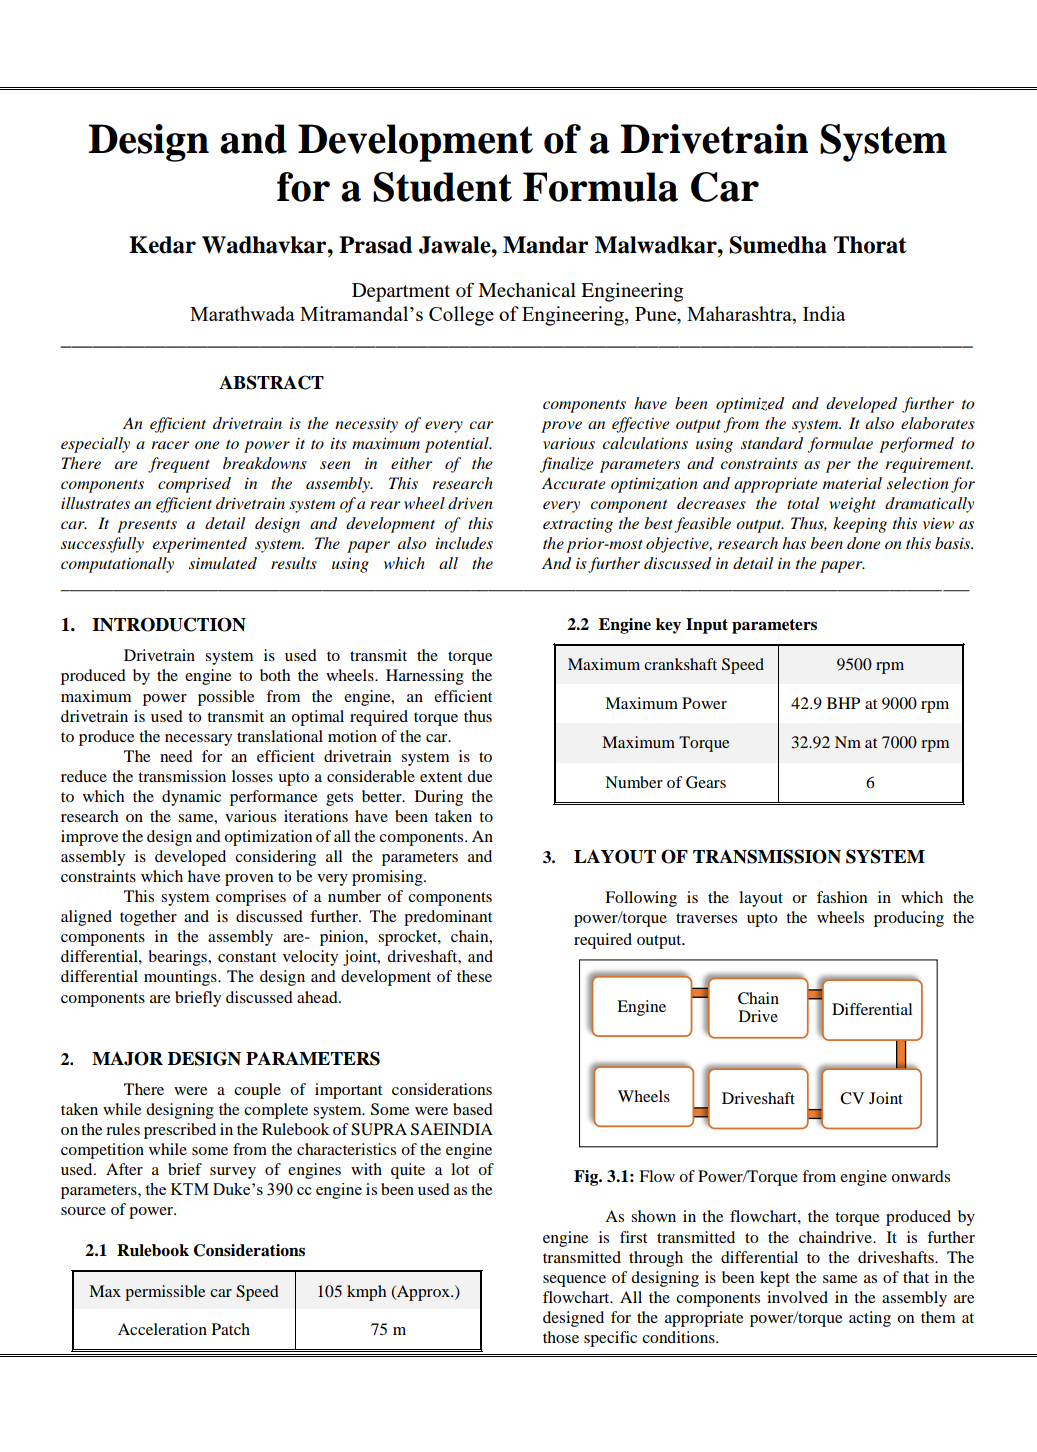 Design and Development of a Drivetrain System
for a Student Formula Car
Kedar Wadhavkar, Prasad Jawale, Mandar Malwadkar, Sumedha Thorat
Department of Mechanical Engineering
Marathwada Mitramandal’s College of Engineering, Pune, Maharashtra, India
ABSTRACT
An efficient drivetrain is the necessity of every car
especially a racer one to power it to its maximum potential.
There are frequent breakdowns seen in either of the
components comprised in the assembly. This research
illustrates an efficient drivetrain system of a rear wheel driven
car. It presents a detail design and development of this
successfully experimented system. The paper also includes
computationally simulated results using which all the
components have been optimized and developed further to
prove an effective output from the system. It also elaborates
various calculations using standard formulae performed to
finalize parameters and constraints as per the requirement.
Accurate optimization and appropriate material selection for
every component decreases the total weight dramatically
extracting the best feasible output. Thus, keeping this view as
the prior-most objective, research has been done on this basis.
And is further discussed in detail in the paper.
1. INTRODUCTION
Drivetrain system is used to transmit the torque
produced by the engine to both the wheels. Harnessing the
maximum power possible from the engine, an efficient
drivetrain is used to transmit an optimal required torque thus
to produce the necessary translational motion of the car.
The need for an efficient drivetrain system is to
reduce the transmission losses upto a considerable extent due
to which the dynamic performance gets better. During the
research on the same, various iterations have been taken to
improve the design and optimization of all the components. An
assembly is developed considering all the parameters and
constraints which have proven to be very promising.
This system comprises of a number of components
aligned together and is discussed further. The predominant
components in the assembly are- pinion, sprocket, chain,
differential, bearings, constant velocity joint, driveshaft, and
differential mountings. The design and development of these
components are briefly discussed ahead.
2. MAJOR DESIGN PARAMETERS
There were a couple of important considerations
taken while designing the complete system. Some were based
on the rules prescribed in the Rulebook of SUPRA SAEINDIA
competition while some from the characteristics of the engine
used. After a brief survey of engines with quite a lot of
parameters, the KTM Duke’s 390 cc engine is been used as the
source of power.
2.1 Rulebook Considerations
Max permissible car Speed 105 kmph (Approx.)
Acceleration Patch 75 m
2.2 Engine key Input parameters
Maximum crankshaft Speed 9500 rpm
Maximum Power 42.9 BHP at 9000 rpm
Maximum Torque 32.92 Nm at 7000 rpm
Number of Gears 6
3. LAYOUT OF TRANSMISSION SYSTEM
Following is the layout or fashion in which the
power/torque traverses upto the wheels producing the
required output.
Engine
Chain
Drive
Differential
Wheels
Driveshaft
CV Joint
Fig. 3.1: Flow of Power/Torque from engine onwards
As shown in the flowchart, the torque produced by
engine is first transmitted to the chaindrive. It is further
transmitted through the differential to the driveshafts. The
sequence of designing is been kept the same as of that in the
flowchart. All the components involved in the assembly are
designed for the appropriate power/torque acting on them at
those specific conditions.